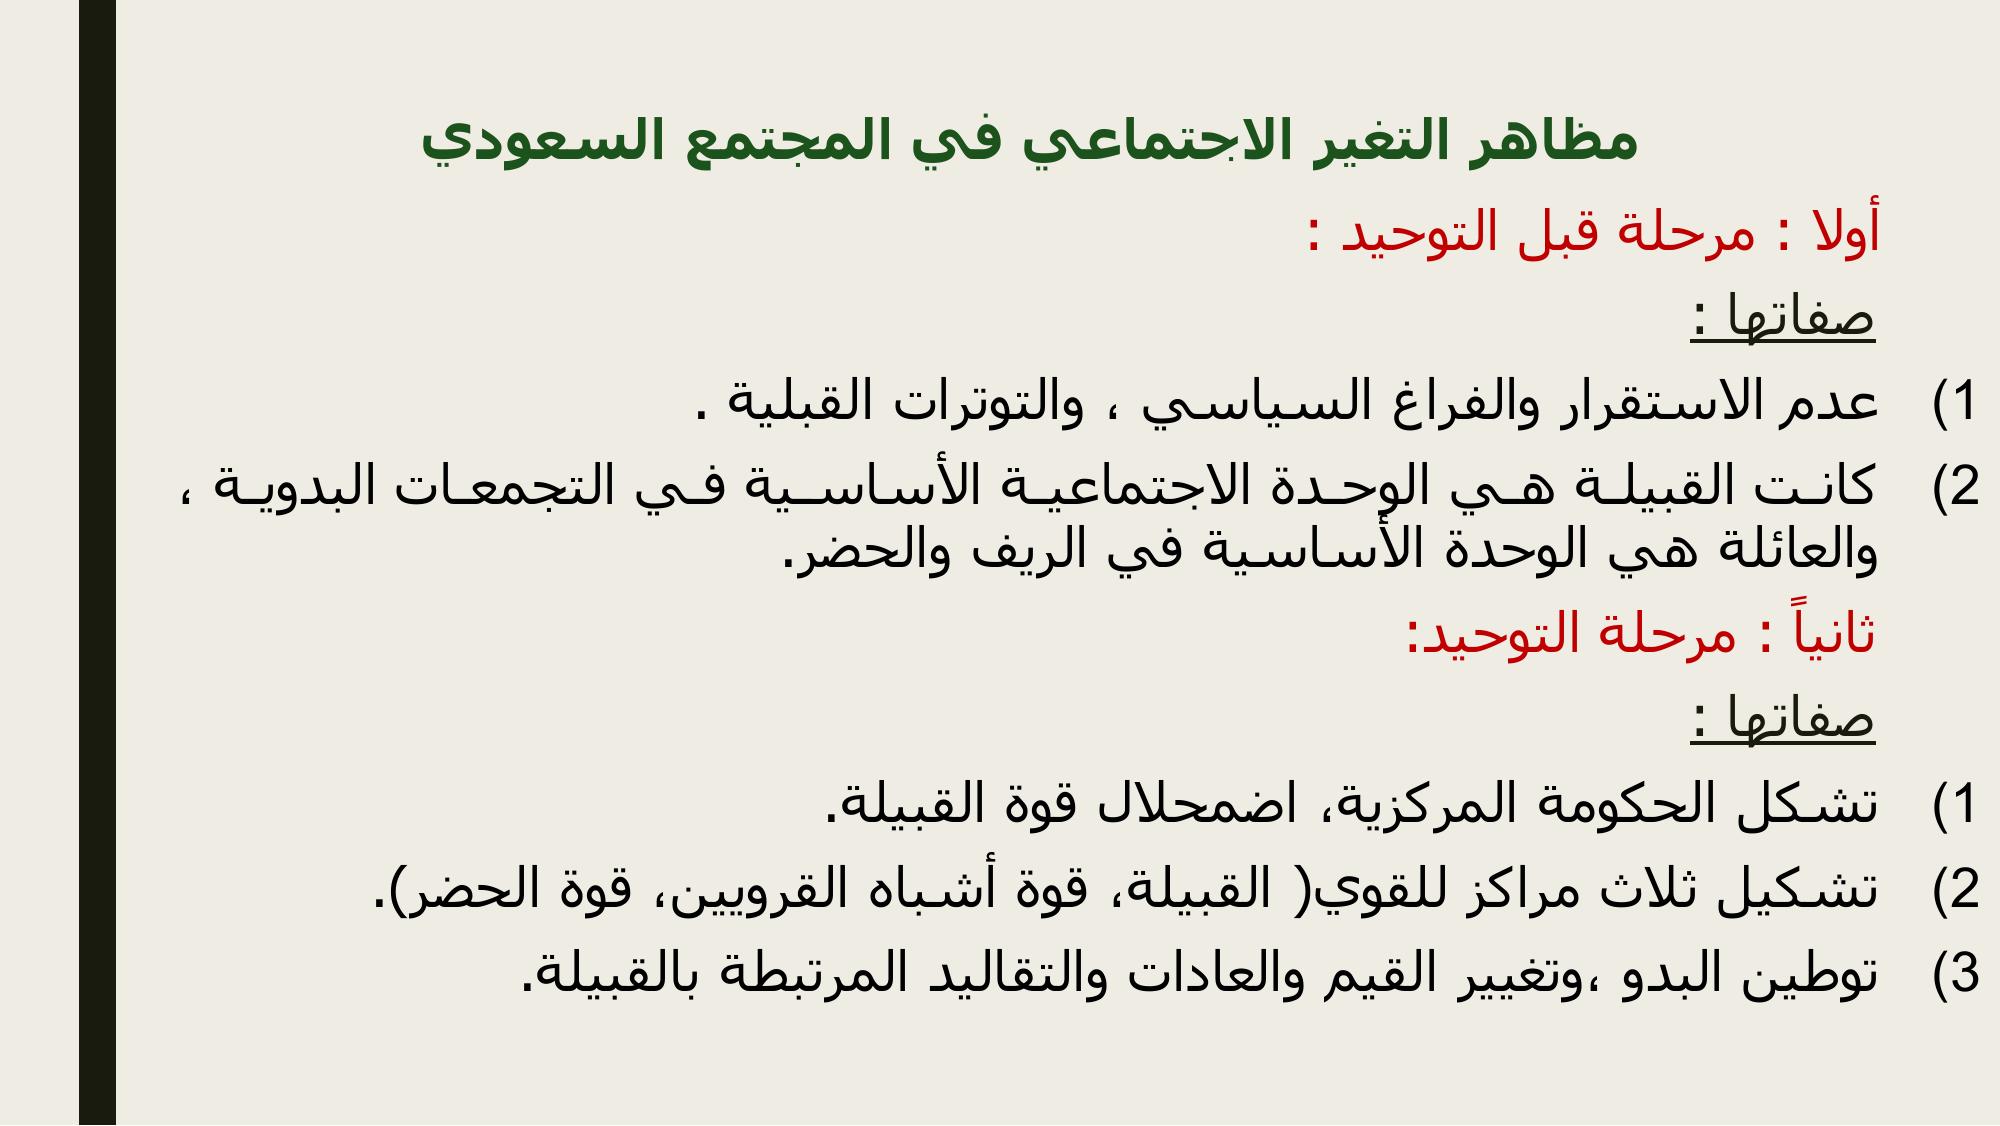 مظاهر التغير الاجتماعي في المجتمع السعودي
أولا : مرحلة قبل التوحيد :
صفاتها :
1) عدم الاستقرار والفراغ السياسي ، والتوترات القبلية .
2) كانت القبيلة هي الوحدة الاجتماعية الأساسية في التجمعات البدوية ،
والعائلة هي الوحدة الأساسية في الريف والحضر.
ثانياً : مرحلة التوحيد:
صفاتها :
1) تشكل الحكومة المركزية، اضمحلال قوة القبيلة.
2) تشكيل ثلاث مراكز للقوي( القبيلة، قوة أشباه القرويين، قوة الحضر).
3) توطين البدو ،وتغيير القيم والعادات والتقاليد المرتبطة بالقبيلة.